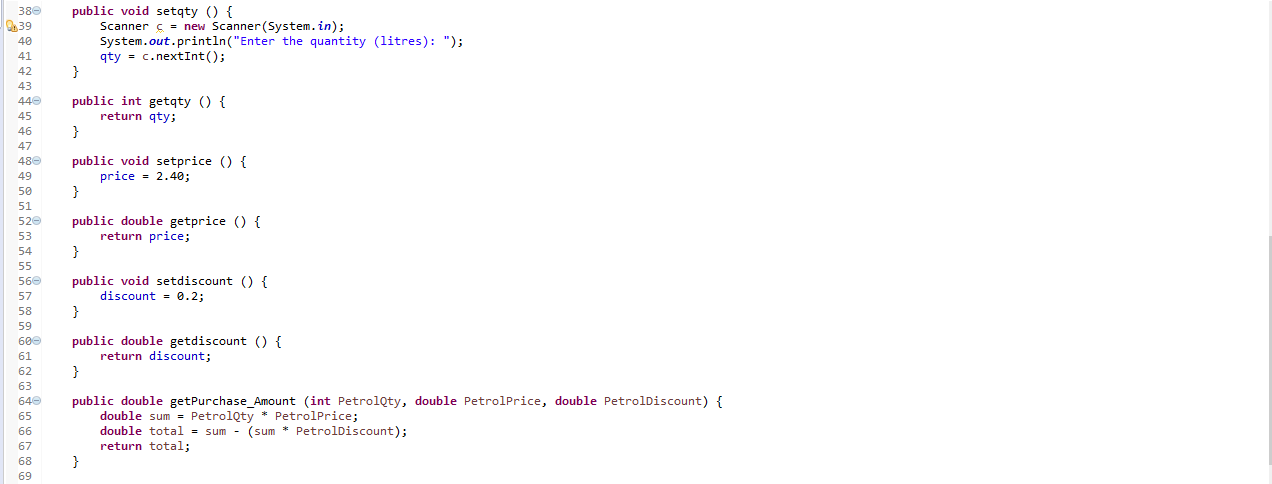 38 public void setqty () {
39 Scanner c = new Scanner(System.in);
40 System.out.println("Enter the quantity (litres): ");
41 qty = c.nextInt();
42 }
43
44 public int getqty () {
45 return qty;
46 }
47
48 public void setprice () {
49 price = 2.40;
50 }
51
52 public double getprice () {
53 return price;
54 }
55
56 public void setdiscount () {
57 discount = 0.2;
58 }
59
60 public double getdiscount () {
61 return discount;
62 }
63
64 public double getPurchase_Amount (int PetrolQty, double PetrolPrice, double PetrolDiscount) {
65 double sum = PetrolQty * PetrolPrice;
66 double total = sum - (sum * PetrolDiscount);
67 return total;
68 }
69